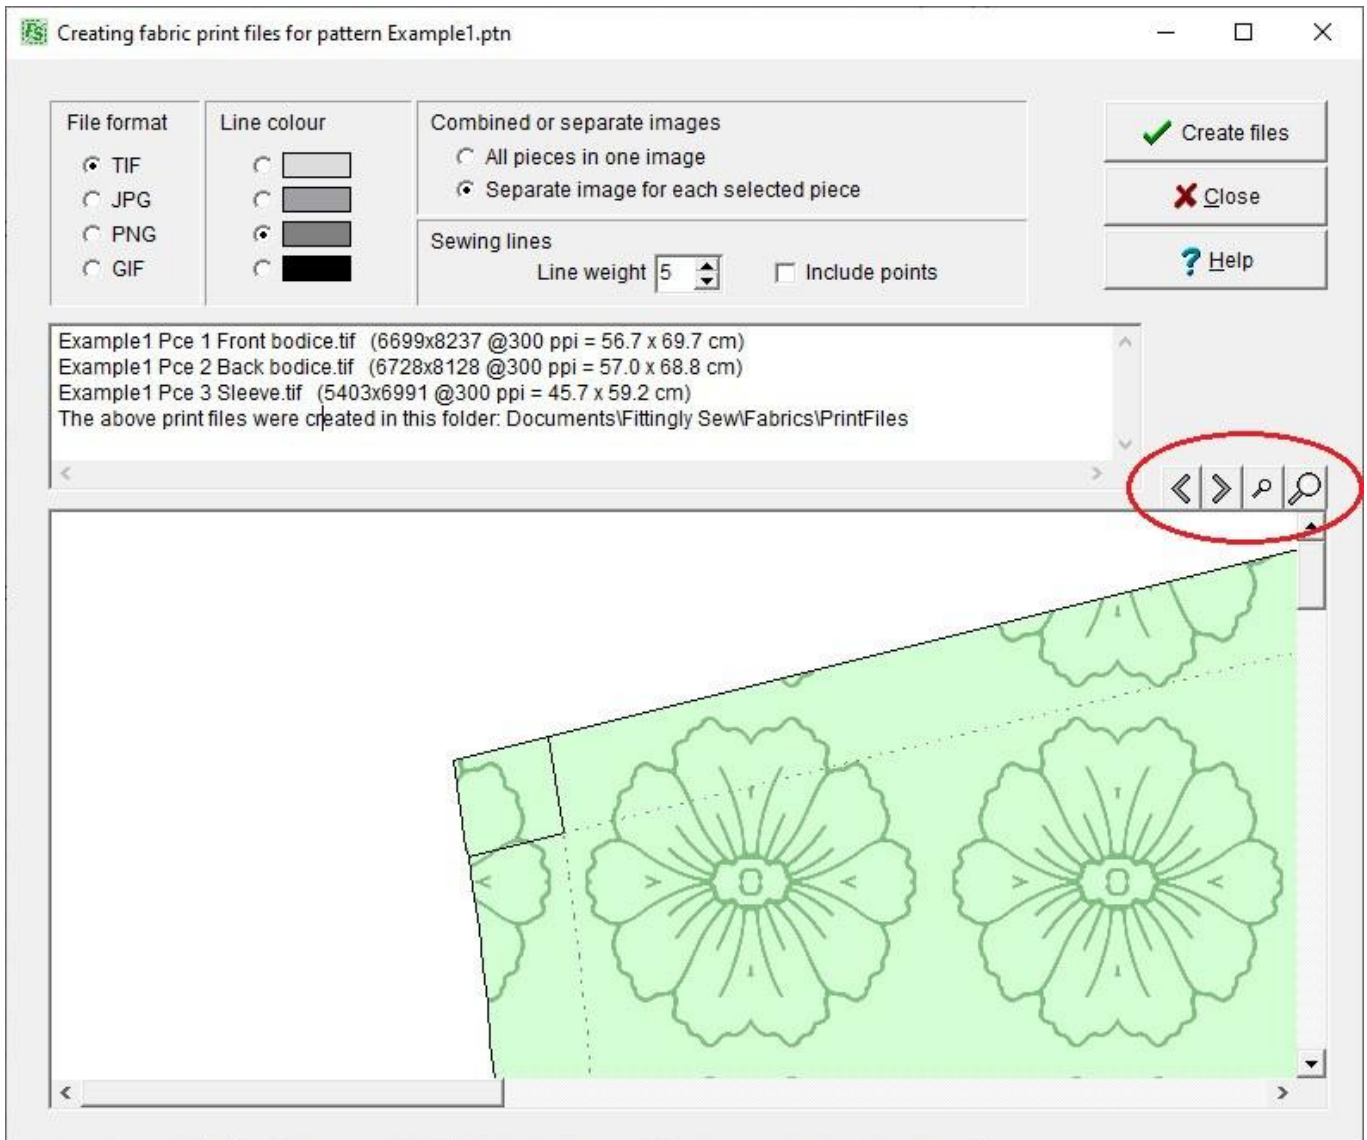 Creating fabric print files for pattern Example1.ptn
File format
TIF
JPG
PNG
GIF
Line colour
Combined or separate images
All pieces in one image
Separate image for each selected piece
Sewing lines
Line weight 5
Include points
Create files
Close
Help
Example1 Pce 1 Front bodice.tif (6699x8237 @300 ppi = 56.7 x 69.7 cm)
Example1 Pce 2 Back bodice.tif (6728x8128 @300 ppi = 57.0 x 68.8 cm)
Example1 Pce 3 Sleeve.tif (5403x6991 @300 ppi = 45.7 x 59.2 cm)
The above print files were created in this folder: Documents\Fittingly Sew\Fabrics\PrintFiles